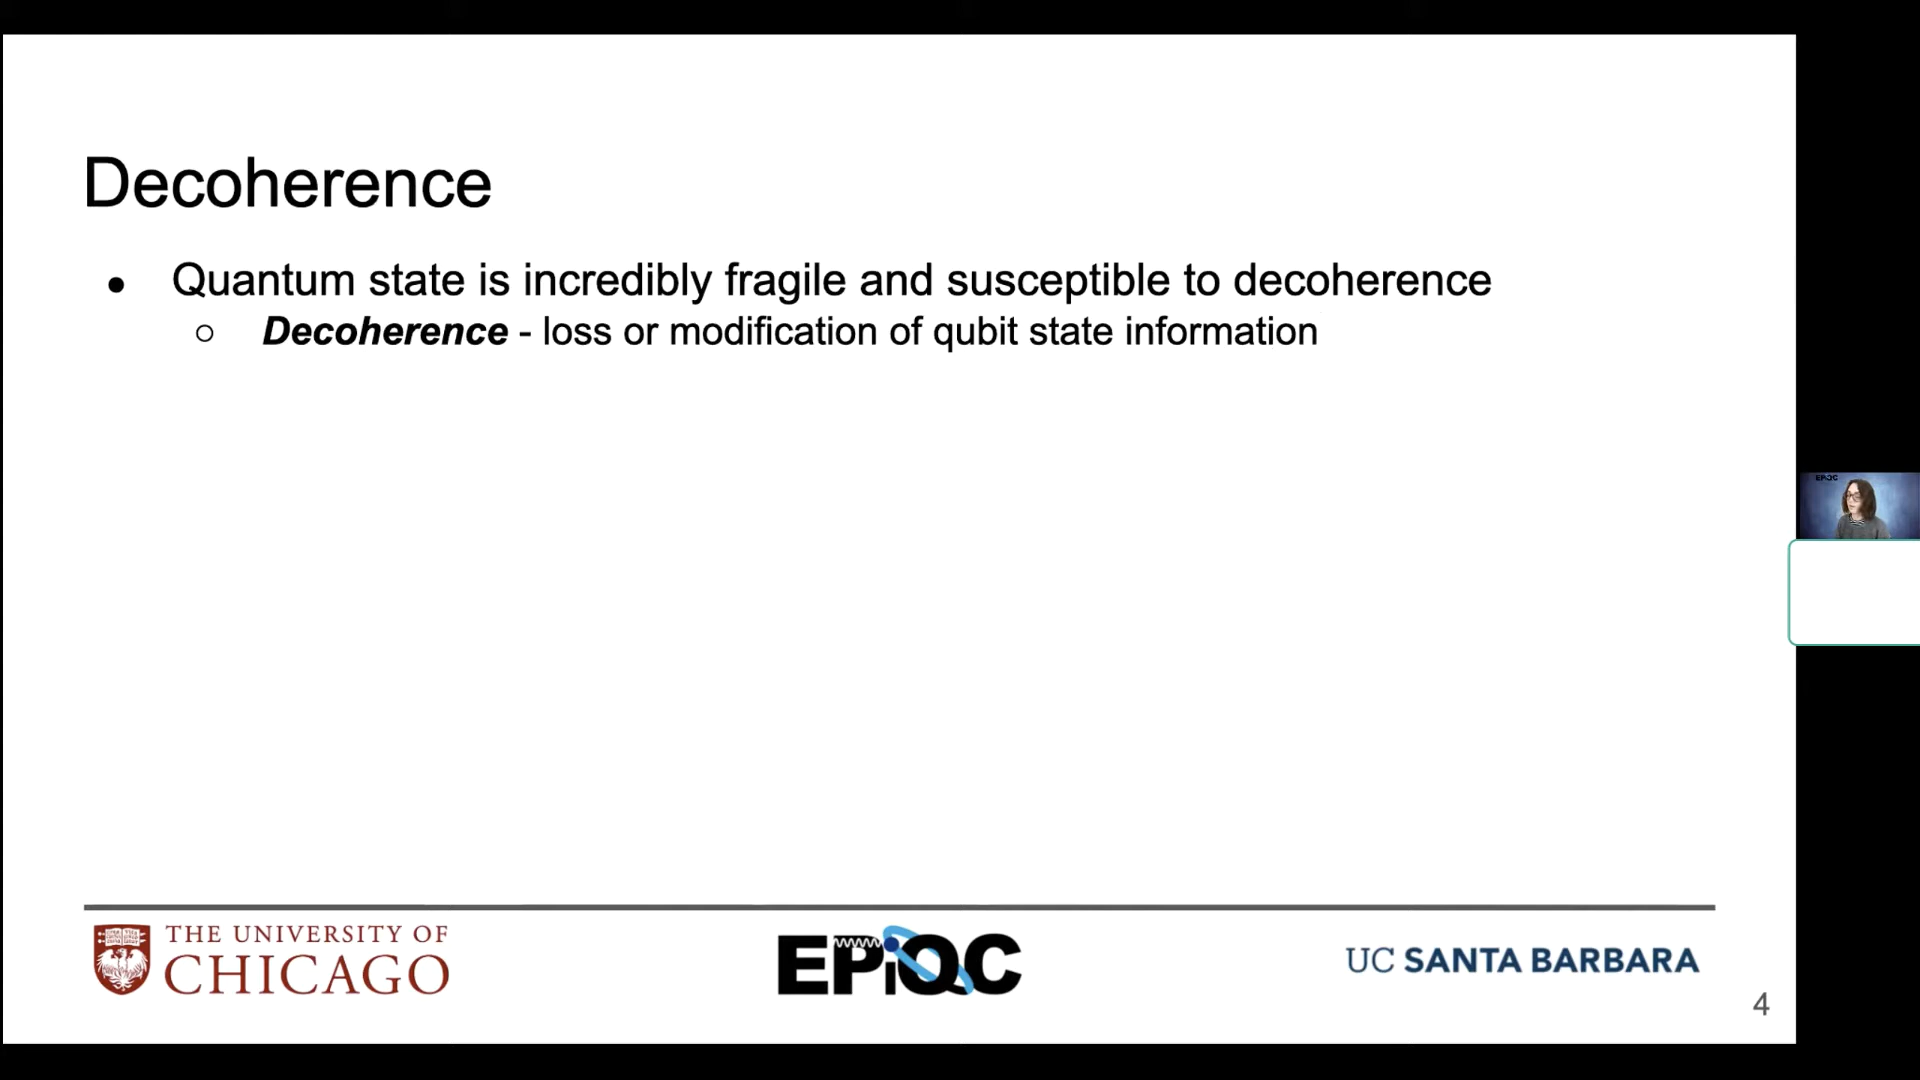 Decoherence
● Quantum state is incredibly fragile and susceptible to decoherence
○ Decoherence - loss or modification of qubit state information
EPiQC
THE UNIVERSITY OF
CHICAGO
EPiQC
UC SANTA BARBARA
4